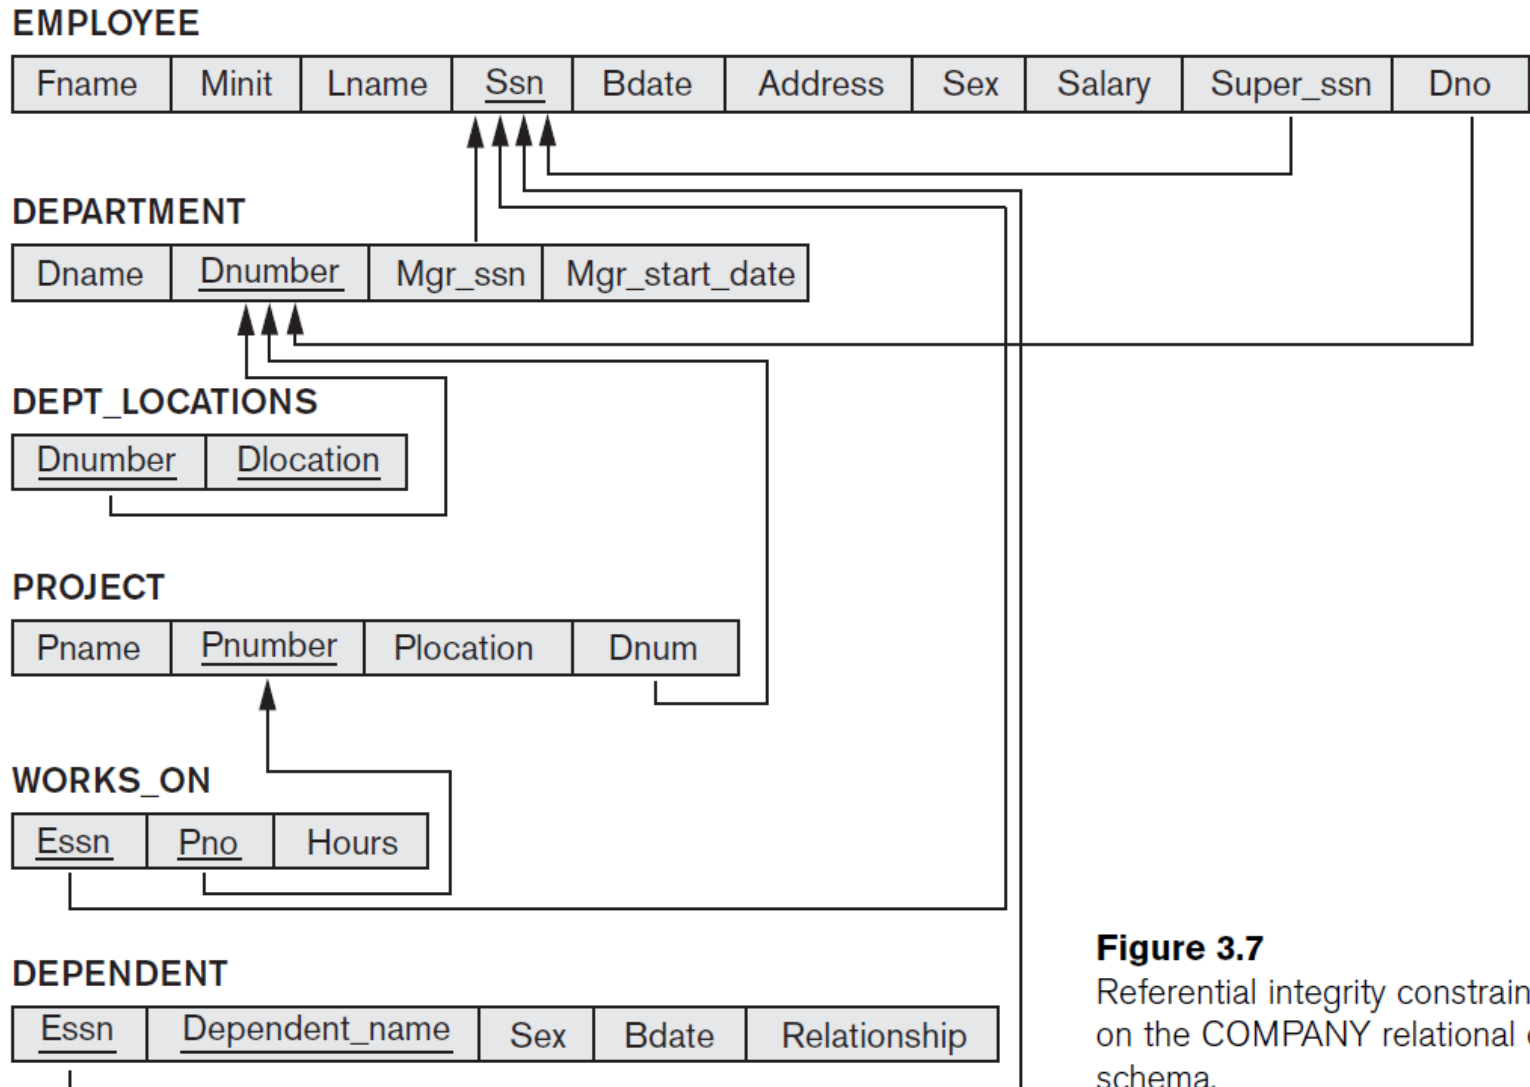 EMPLOYEE
Fname Minit Lname Ssn Bdate Address Sex Salary Super_ssn Dno
DEPARTMENT
Dname Dnumber Mgr_ssn Mgr_start_date
DEPT_LOCATIONS
Dnumber Dlocation
PROJECT
Pname Pnumber Plocation Dnum
WORKS_ON
Essn Pno Hours
DEPENDENT
Essn Dependent_name Sex Bdate Relationship
Figure 3.7
Referential integrity constrain
on the COMPANY relational
schema.